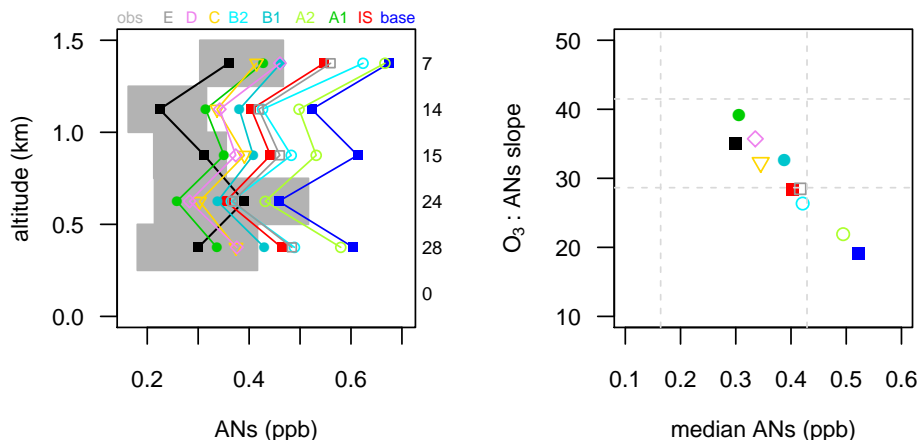 obs E D C B2 B1 A2 A1 IS base
1.5
1.0
0.5
0.0
altitude (km)
7
14
15
24
28
0
0.2 0.4 0.6
ANs (ppb)
50
40
30
20
10
O3 : ANs slope
0.1 0.2 0.3 0.4 0.5 0.6
median ANs (ppb)